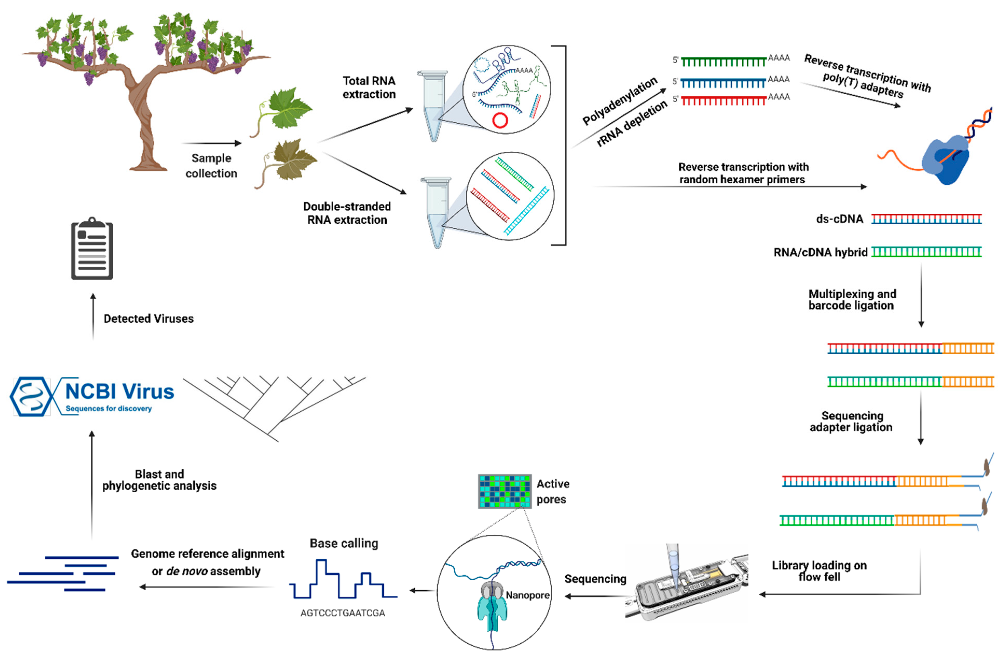 Total RNA
extraction
AAAA
5'
Sample
collection
Double-stranded
RNA extraction
Polyadenylation
rRNA depletion
5' AAAA
5' AAAA
5' AAAA
Reverse transcription with
poly(T) adapters
Reverse transcription with
random hexamer primers
ds-cDNA
RNA/cDNA hybrid
Multiplexing and
barcode ligation
Sequencing
adapter ligation
Library loading on
flow fell
Sequencing
Active
pores
Nanopore
Base calling
AGTCCCTGAATCGA
Genome reference alignment
or de novo assembly
Blast and
phylogenetic analysis
NCBI Virus
Sequences for discovery
Detected Viruses